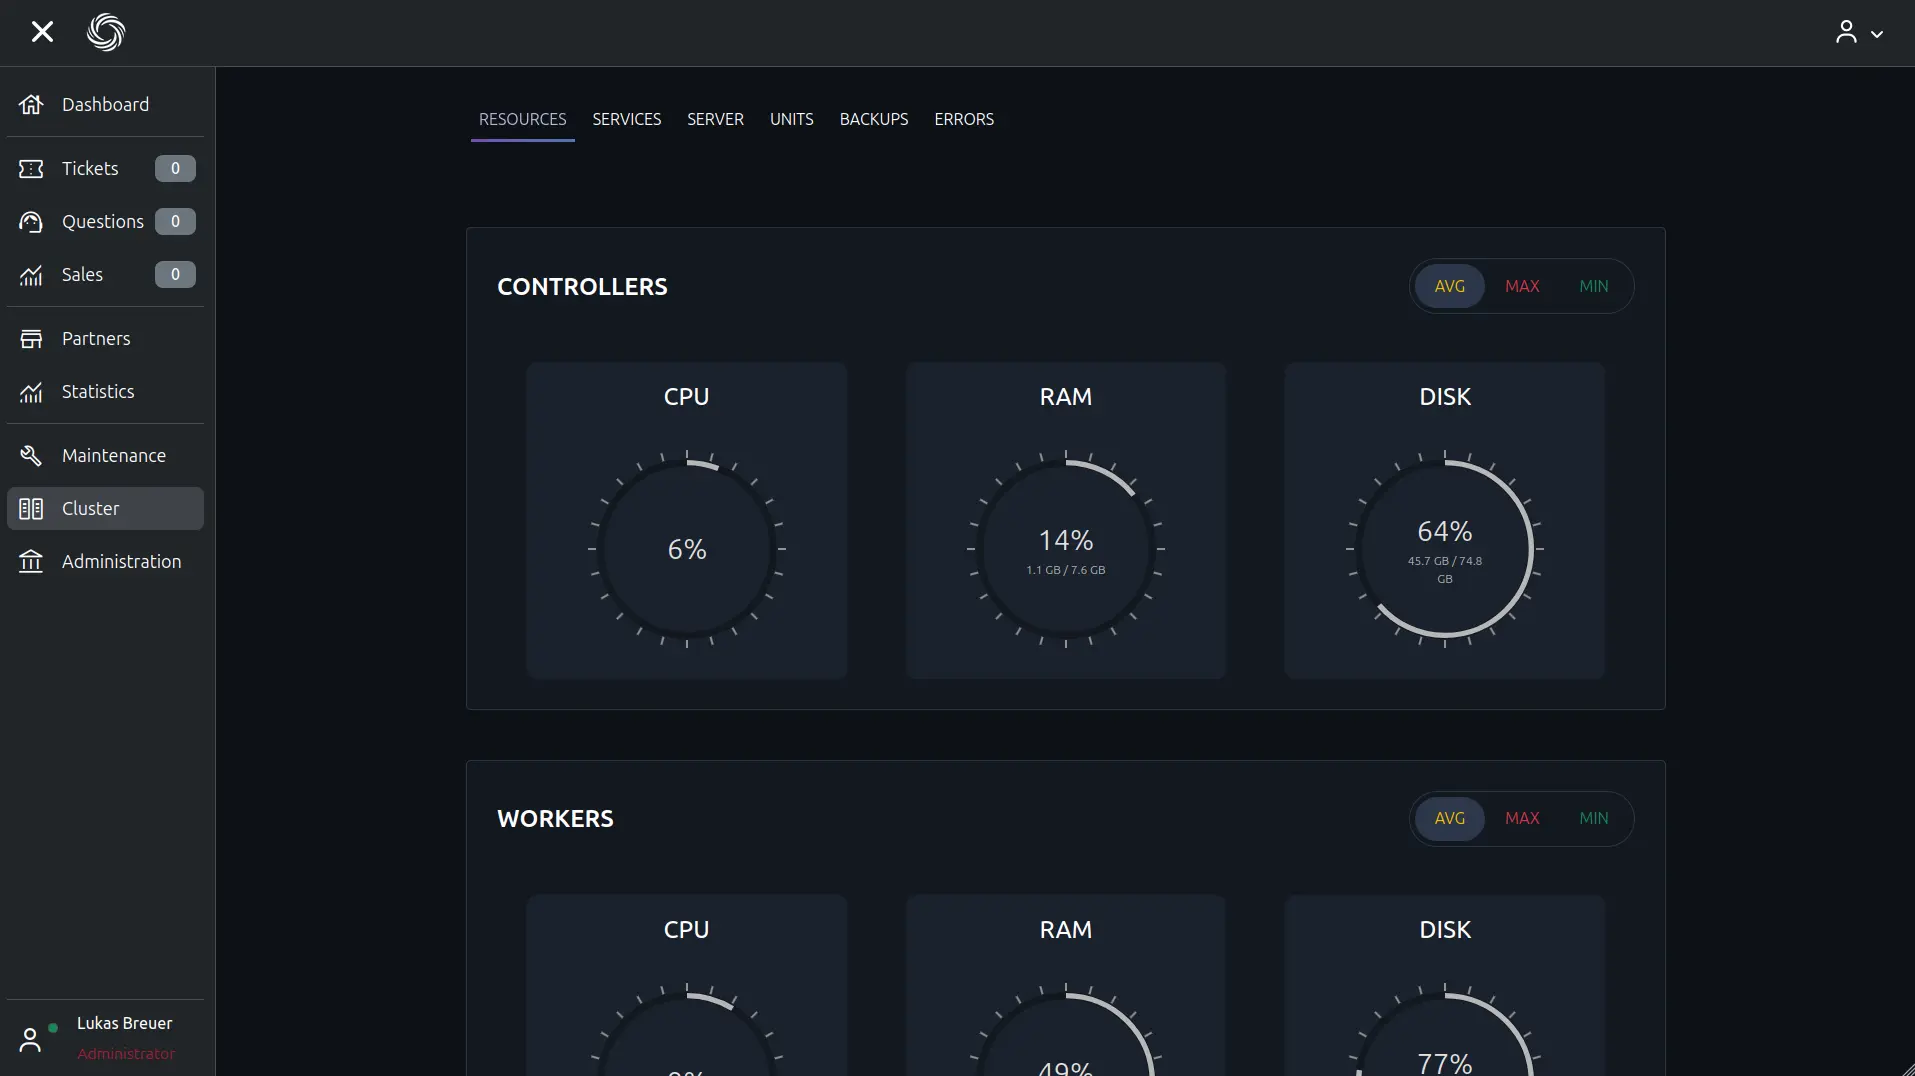 Dashboard
Tickets 0
Questions 0
Sales 0
Partners
Statistics
Maintenance
Cluster
Administration
Lukas Breuer
Administrator
RESOURCES SERVICES SERVER UNITS BACKUPS ERRORS
CONTROLLERS
AVG MAX MIN
CPU
6%
RAM
14%
1.1 GB / 7.6 GB
DISK
64%
45.7 GB / 74.8
GB
WORKERS
AVG MAX MIN
CPU
RAM
49%
DISK
77%